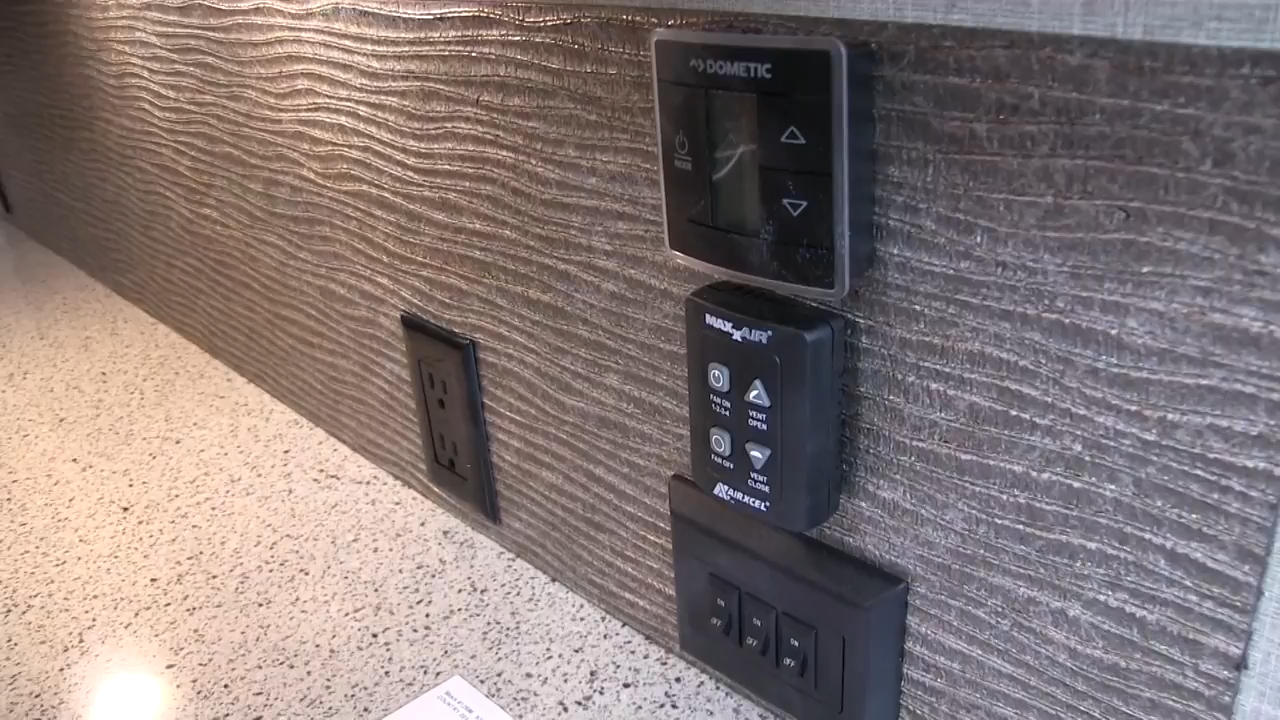 DOMETIC
MODE
MAXXAIR®
FAN ON
1-2-3-4
VENT
OPEN
FAN OFF
VENT
CLOSE
AIRXCEL®
ON
OFF
ON
OFF
ON
OFF